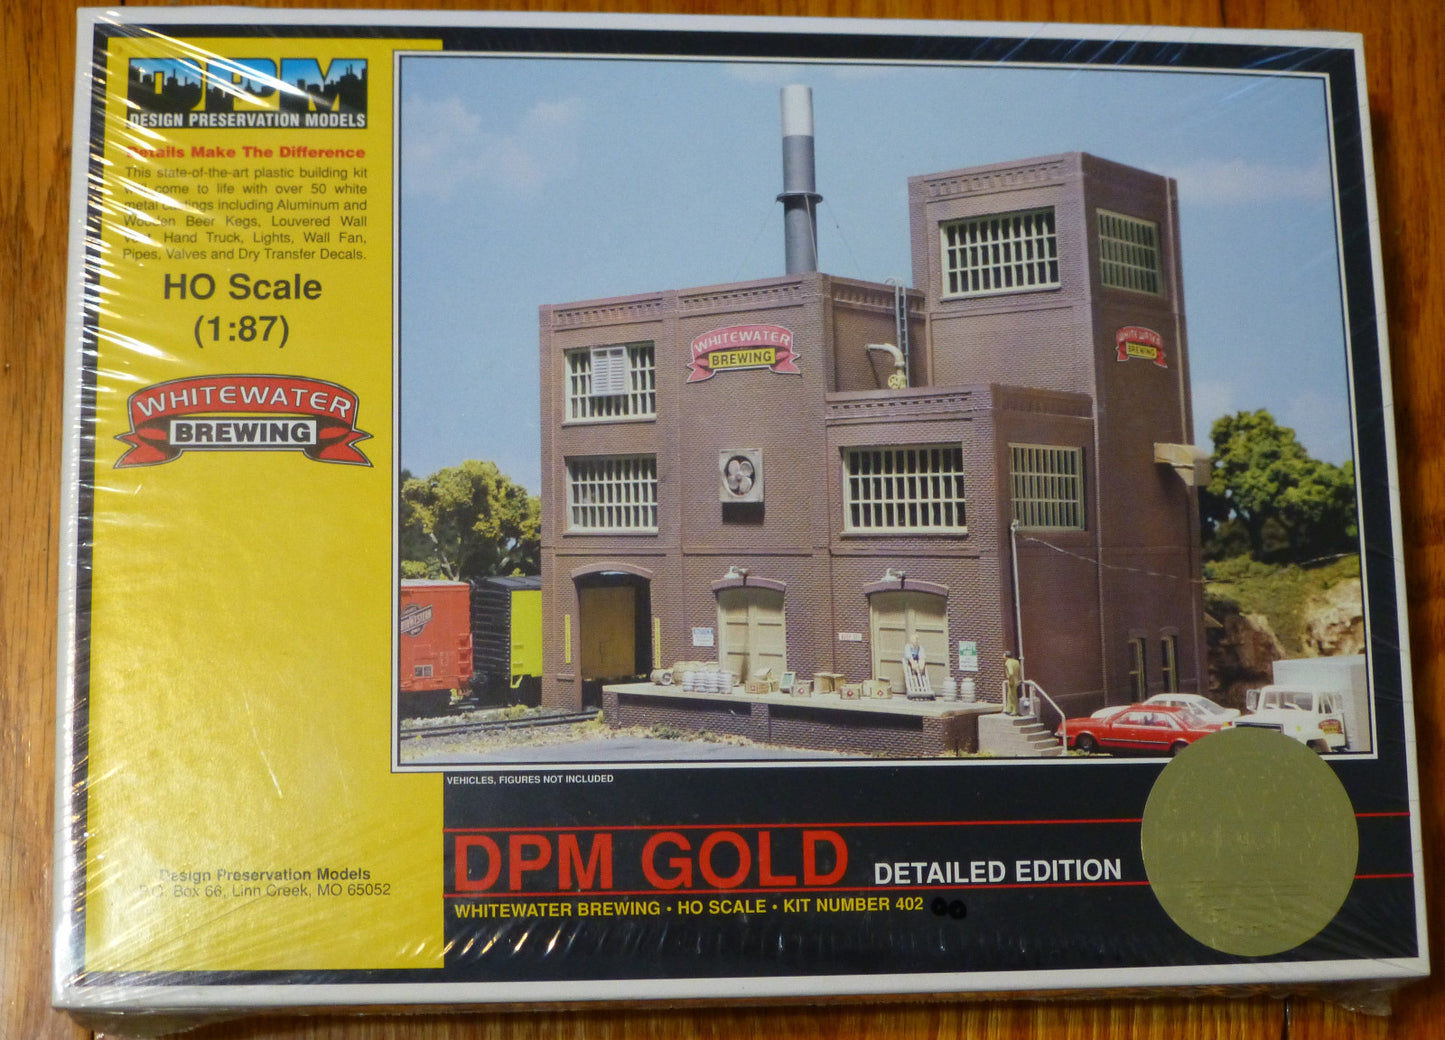 DPM
DESIGN PRESERVATION MODELS
Details Make The Difference
This state-of-the-art plastic building kit
will come to life with over 50 white
metal castings including Aluminum and
Wooden Beer Kegs, Louvered Wall
Vent, Hand Truck, Lights, Wall Fan,
Pipes, Valves and Dry Transfer Decals.
HO Scale
(1:87)
WHITEWATER
BREWING
WHITEWATER
BREWING
WHITEWATER
BREWING
VEHICLES, FIGURES NOT INCLUDED
Design Preservation Models
P.O. Box 66, Linn Creek, MO 65052
DPM GOLD DETAILED EDITION
WHITEWATER BREWING • HO SCALE • KIT NUMBER 402